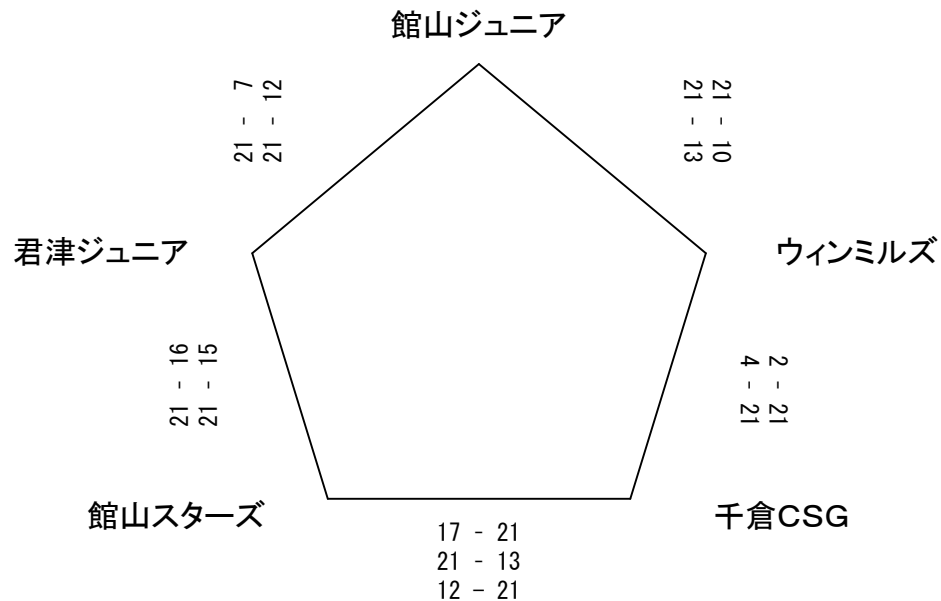 館山ジュニア
21 - 7
21 - 12
21 - 10
21 - 13
君津ジュニア
ウィンミルズ
21 - 16
21 - 15
2 - 21
4 - 21
館山スターズ
千倉CSG
17 - 21
21 - 13
12 – 21